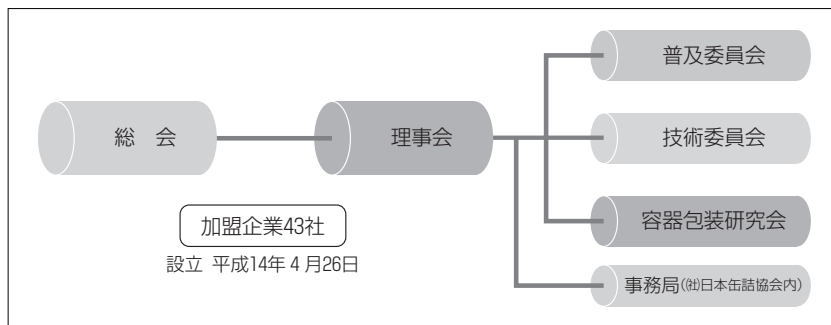 総　会
理事会
普及委員会
技術委員会
容器包装研究会
事務局(㈳日本缶詰協会内)
加盟企業43社
設立 平成14年4月26日